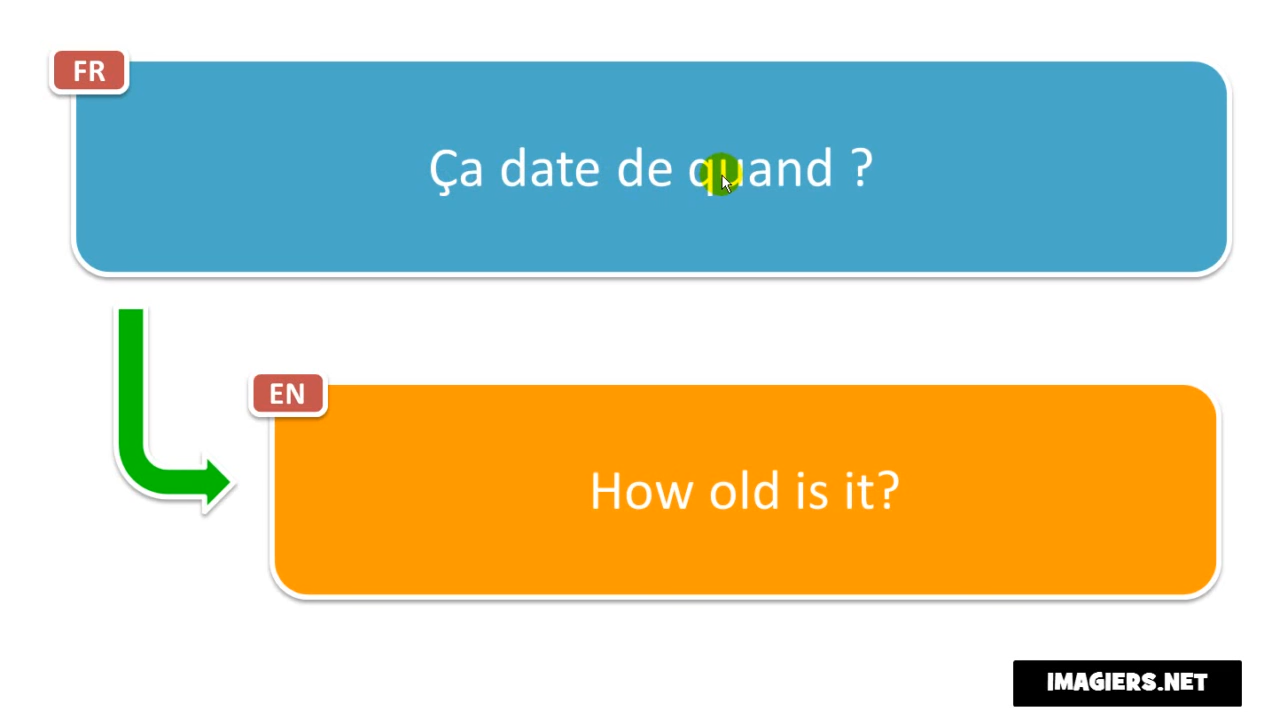 FR
Ça date de quand ?
EN
How old is it?
IMAGIERS.NET